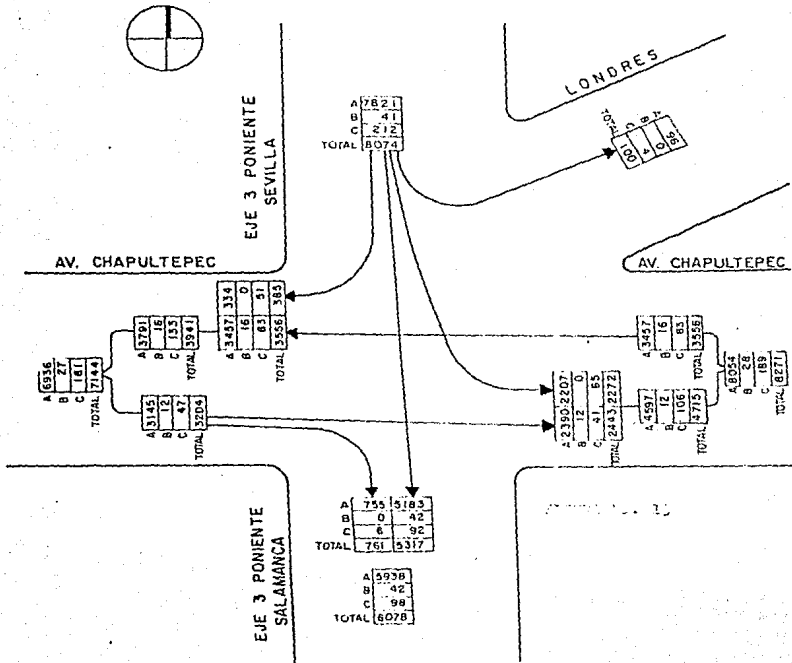 LONDRES
EJE 3 PONIENTE
SEVILLA
A 7821
B 41
C 212
TOTAL 8074
A 96
B 0
C 4
TOTAL 100
AV. CHAPULTEPEC
AV. CHAPULTEPEC
334 0 51 385
A 3457 B 16 C 83 TOTAL 3556
A 3791 B 16 C 133 TOTAL 3941
A 6936 B 27 C 181 TOTAL 7144
A 3145 B 12 C 47 TOTAL 3204
A 3457 B 16 C 83 TOTAL 3556
A 8054 B 28 C 189 TOTAL 8271
A 4597 B 12 C 106 TOTAL 4715
2207 0 65 2272
A 2390 B 12 C 41 TOTAL 2443
A 755 5183
B 0 42
C 6 92
TOTAL 761 5317
A 5938
B 42
C 98
TOTAL 6078
EJE 3 PONIENTE
SALAMANCA